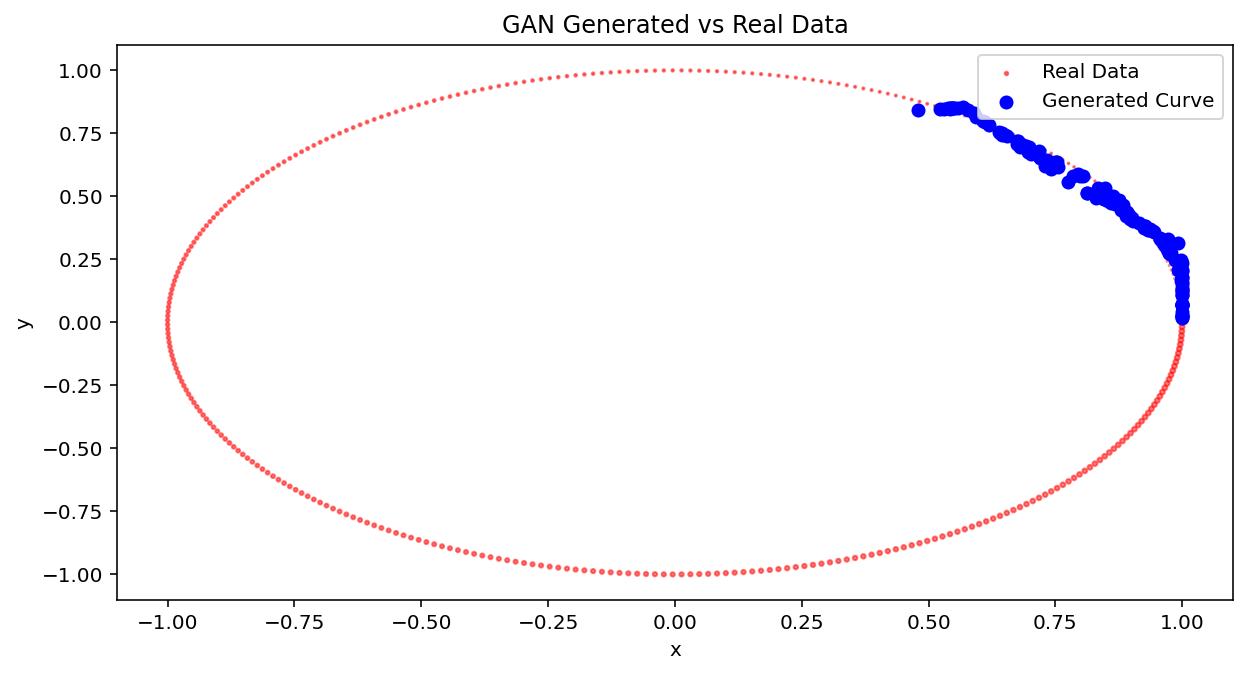 GAN Generated vs Real Data
Real Data
Generated Curve
1.00
0.75
0.50
0.25
0.00
−0.25
−0.50
−0.75
−1.00
y
−1.00 −0.75 −0.50 −0.25 0.00 0.25 0.50 0.75 1.00
x